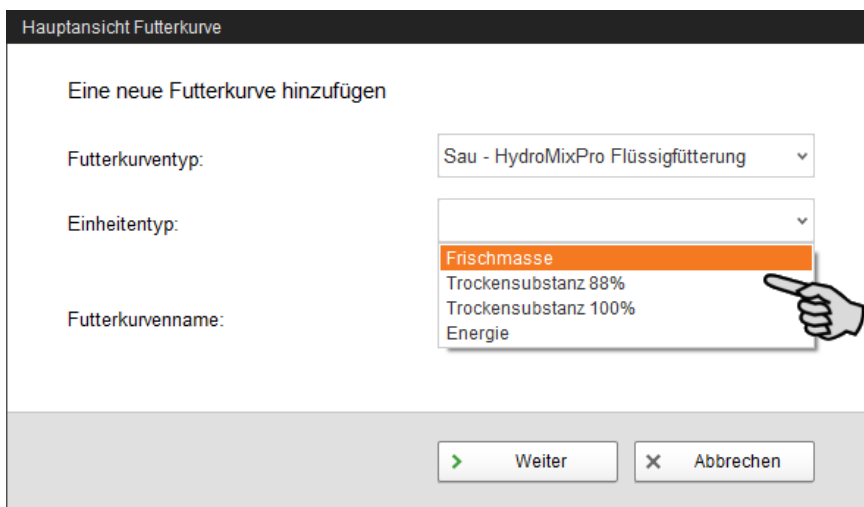 Hauptansicht Futterkurve
Eine neue Futterkurve hinzufügen
Futterkurventyp:
Sau - HydroMixPro Flüssigfütterung
Einheitentyp:
Frischmasse
Trockensubstanz 88%
Trockensubstanz 100%
Energie
Futterkurvenname:
Weiter
Abbrechen